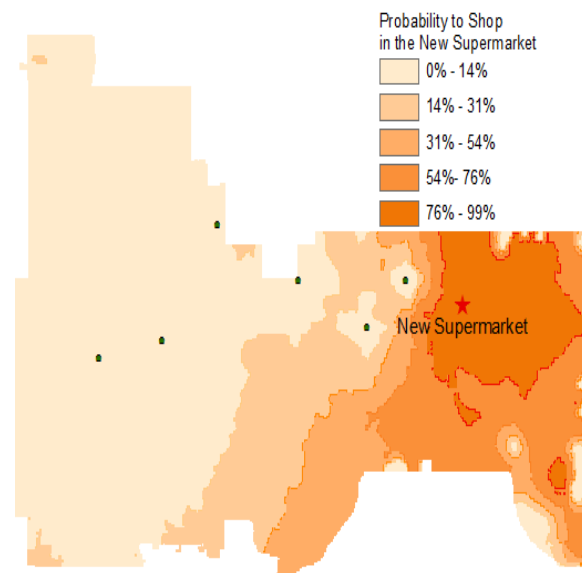 Probability to Shop
in the New Supermarket
0% - 14%
14% - 31%
31% - 54%
54%- 76%
76% - 99%
New Supermarket